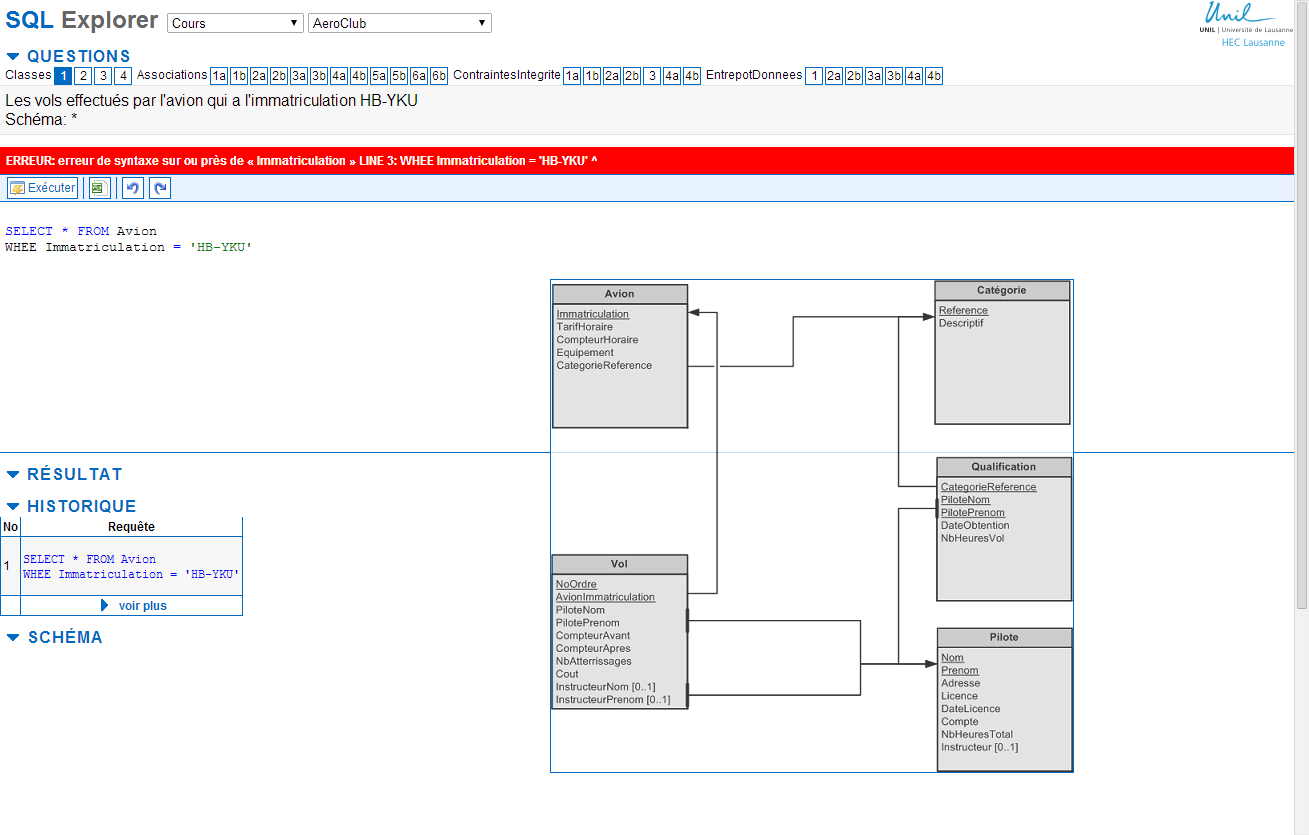 SQL Explorer Cours AeroClub
Unil
UNIL | Université de Lausanne
HEC Lausanne
QUESTIONS
Classes 1 2 3 4 Associations 1a 1b 2a 2b 3a 3b 4a 4b 5a 5b 6a 6b ContraintesIntegrite 1a 1b 2a 2b 3 4a 4b EntrepotDonnees 1 2a 2b 3a 3b 4a 4b
Les vols effectués par l'avion qui a l'immatriculation HB-YKU
Schéma: *
ERREUR: erreur de syntaxe sur ou près de « Immatriculation » LINE 3: WHEE Immatriculation = 'HB-YKU' ^
Exécuter
SELECT * FROM Avion
WHEE Immatriculation = 'HB-YKU'
Avion
Immatriculation
TarifHoraire
CompteurHoraire
Equipement
CategorieReference
Catégorie
Reference
Descriptif
Qualification
CategorieReference
PiloteNom
PilotePrenom
DateObtention
NbHeuresVol
Vol
NoOrdre
AvionImmatriculation
PiloteNom
PilotePrenom
CompteurAvant
CompteurApres
NbAtterrissages
Cout
InstructeurNom [0..1]
InstructeurPrenom [0..1]
Pilote
Nom
Prenom
Adresse
Licence
DateLicence
Compte
NbHeuresTotal
Instructeur [0..1]
RÉSULTAT
HISTORIQUE
No Requête
1
SELECT * FROM Avion
WHEE Immatriculation = 'HB-YKU'
voir plus
SCHÉMA